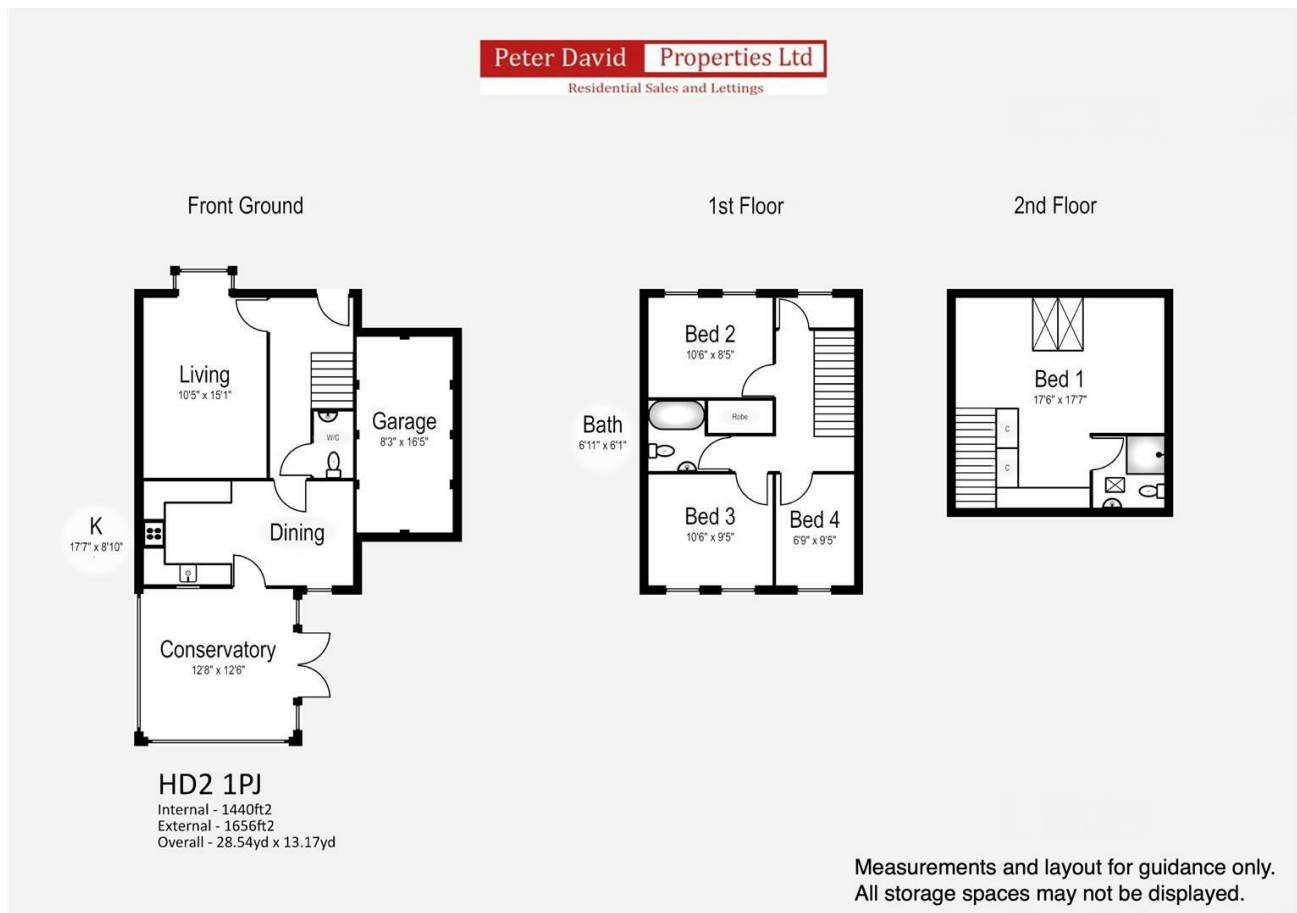 Peter David Properties Ltd
Residential Sales and Lettings
Front Ground
1st Floor
2nd Floor
Living
10'5" x 15'1"
W/C
Garage
8'3" x 16'5"
K
17'7" x 8'10"
Dining
Conservatory
12'8" x 12'6"
Bed 2
10'6" x 8'5"
Bath
6'11" x 6'1"
Robe
Bed 3
10'6" x 9'5"
Bed 4
6'9" x 9'5"
Bed 1
17'6" x 17'7"
C
C
HD2 1PJ
Internal - 1440ft2
External - 1656ft2
Overall - 28.54yd x 13.17yd
Measurements and layout for guidance only.
All storage spaces may not be displayed.